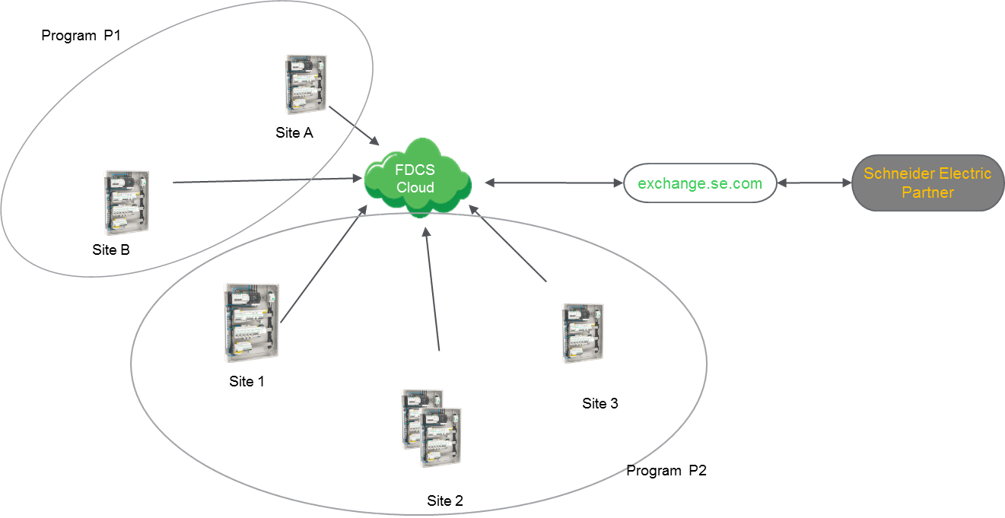 Program P1
Site A
FDCS
Cloud
exchange.se.com
Schneider Electric
Partner
Site B
Site 1
Site 3
Program P2
Site 2